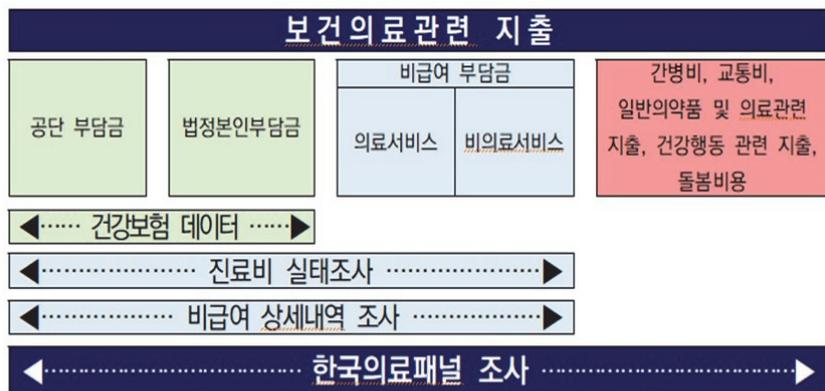 보건의료관련 지출
공단 부담금
법정본인부담금
비급여 부담금
의료서비스
비의료서비스
간병비, 교통비,
일반의약품 및 의료관련
지출, 건강행동 관련 지출,
돌봄비용
◀⋯⋯ 건강보험 데이터 ⋯⋯▶
◀⋯⋯⋯⋯⋯⋯⋯ 진료비 실태조사 ⋯⋯⋯⋯⋯⋯⋯▶
◀⋯⋯⋯⋯⋯⋯ 비급여 상세내역 조사 ⋯⋯⋯⋯⋯⋯▶
◀⋯⋯⋯⋯⋯⋯⋯⋯⋯⋯⋯ 한국의료패널 조사 ⋯⋯⋯⋯⋯⋯⋯⋯⋯⋯⋯▶